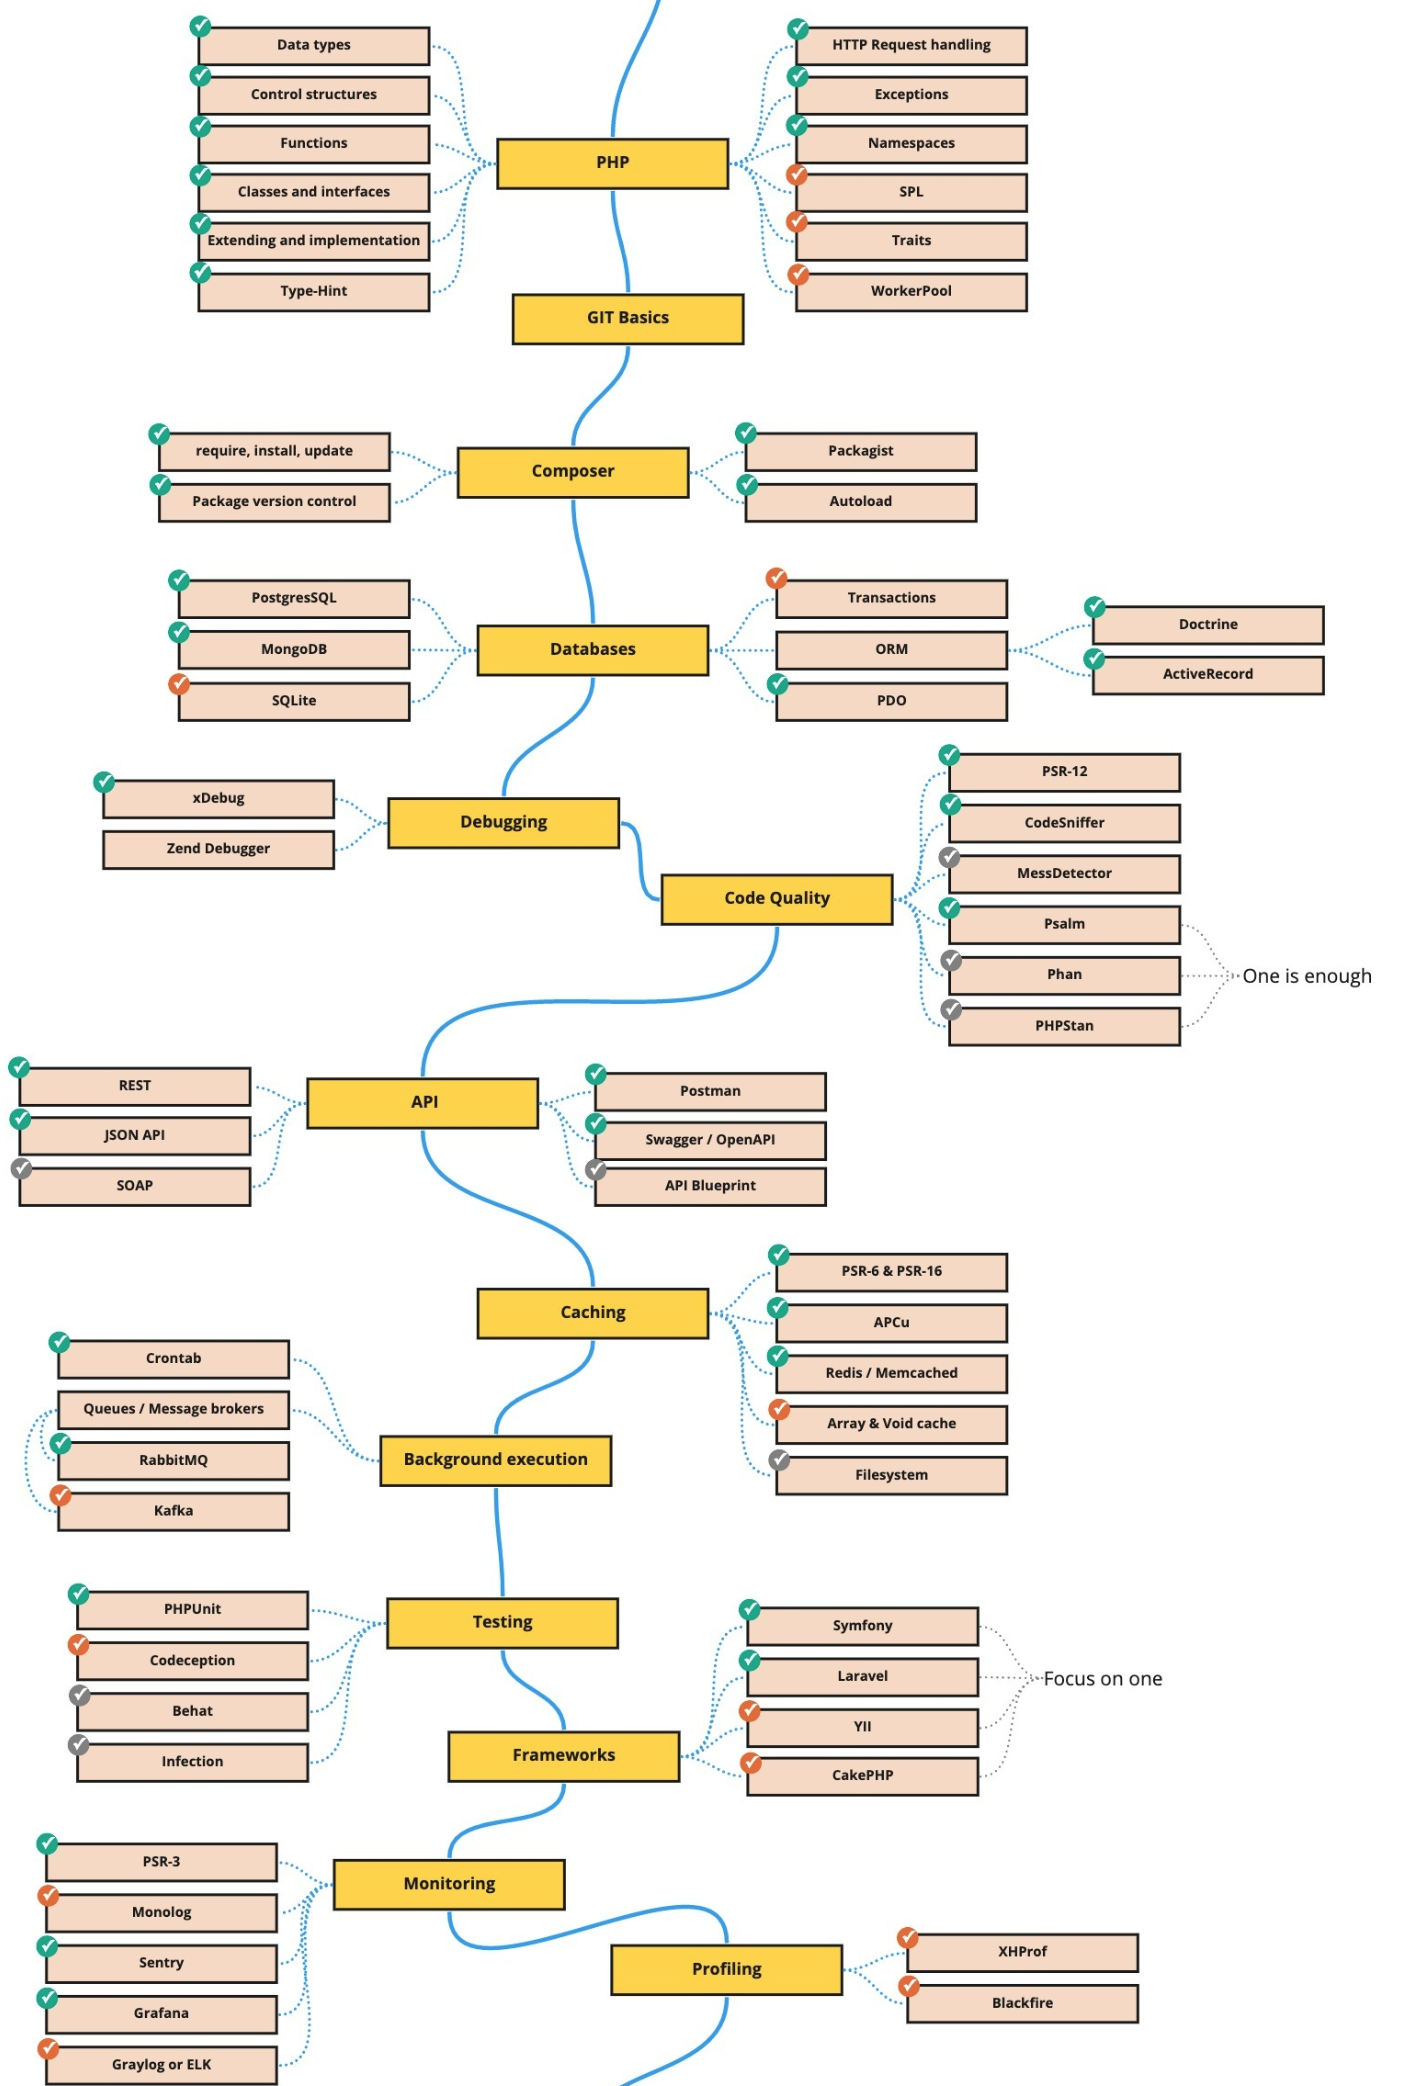 Data types
Control structures
Functions
Classes and interfaces
Extending and implementation
Type-Hint
PHP
HTTP Request handling
Exceptions
Namespaces
SPL
Traits
WorkerPool
GIT Basics
require, install, update
Package version control
Composer
Packagist
Autoload
PostgresSQL
MongoDB
SQLite
Databases
Transactions
ORM
PDO
Doctrine
ActiveRecord
xDebug
Zend Debugger
Debugging
Code Quality
PSR-12
CodeSniffer
MessDetector
Psalm
Phan
PHPStan
One is enough
REST
JSON API
SOAP
API
Postman
Swagger / OpenAPI
API Blueprint
Caching
PSR-6 & PSR-16
APCu
Redis / Memcached
Array & Void cache
Filesystem
Crontab
Queues / Message brokers
RabbitMQ
Kafka
Background execution
PHPUnit
Codeception
Behat
Infection
Testing
Frameworks
Symfony
Laravel
YII
CakePHP
Focus on one
PSR-3
Monolog
Sentry
Grafana
Graylog or ELK
Monitoring
Profiling
XHProf
Blackfire